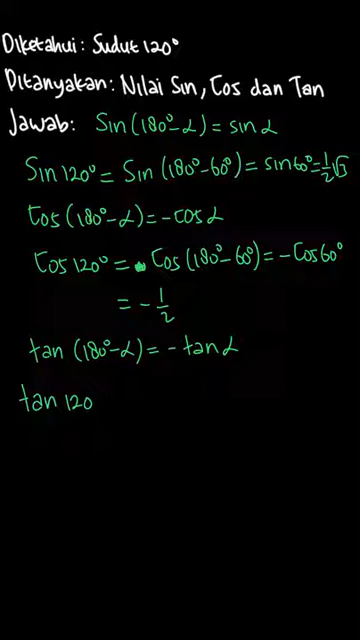 Diketahui: Sudut 120°
Ditanyakan: Nilai Sin, Cos dan Tan
Jawab: Sin (180°-α) = sin α
Sin 120° = Sin (180°-60°) = sin 60° = 1/2 √3
Cos (180°-α) = -cos α
Cos 120° = Cos (180°-60°) = -Cos 60°
= - 1/2
tan (180°-α) = - tan α
tan 120